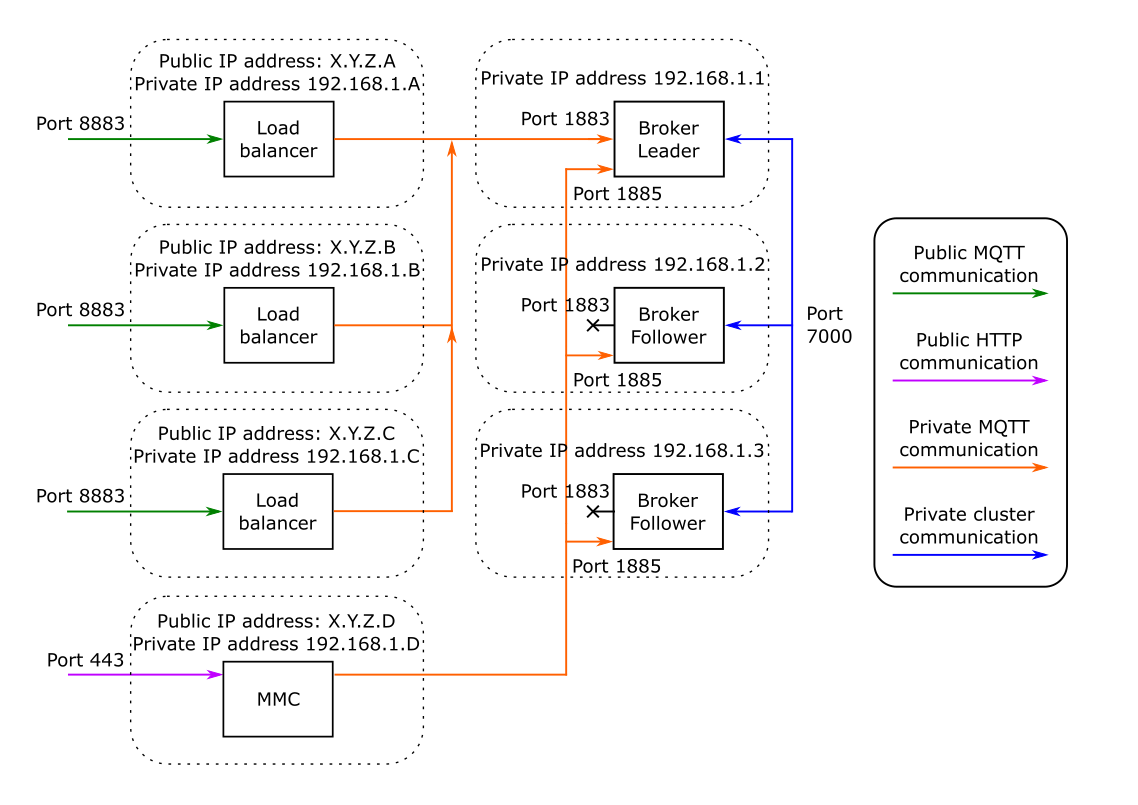 Public IP address: X.Y.Z.A
Private IP address 192.168.1.A
Port 8883
Load
balancer
Private IP address 192.168.1.1
Port 1883
Broker
Leader
Port 1885
Public IP address: X.Y.Z.B
Private IP address 192.168.1.B
Port 8883
Load
balancer
Private IP address 192.168.1.2
Port 1883
Broker
Follower
Port 1885
Public IP address: X.Y.Z.C
Private IP address 192.168.1.C
Port 8883
Load
balancer
Private IP address 192.168.1.3
Port 1883
Broker
Follower
Port 1885
Public IP address: X.Y.Z.D
Private IP address 192.168.1.D
Port 443
MMC
Port
7000
Public MQTT
communication
Public HTTP
communication
Private MQTT
communication
Private cluster
communication